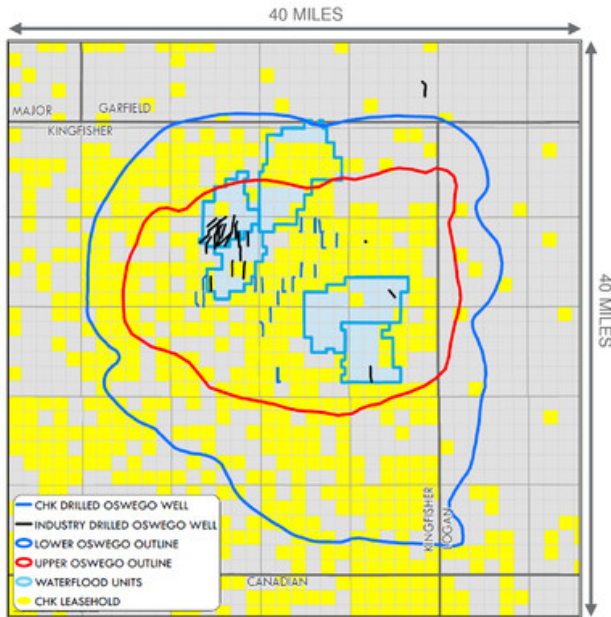 40 MILES
MAJOR
GARFIELD
KINGFISHER
40 MILES
KINGFISHER
LOGAN
CHK DRILLED OSWEGO WELL
INDUSTRY DRILLED OSWEGO WELL
LOWER OSWEGO OUTLINE
UPPER OSWEGO OUTLINE
WATERFLOOD UNITS
CHK LEASEHOLD
CANADIAN